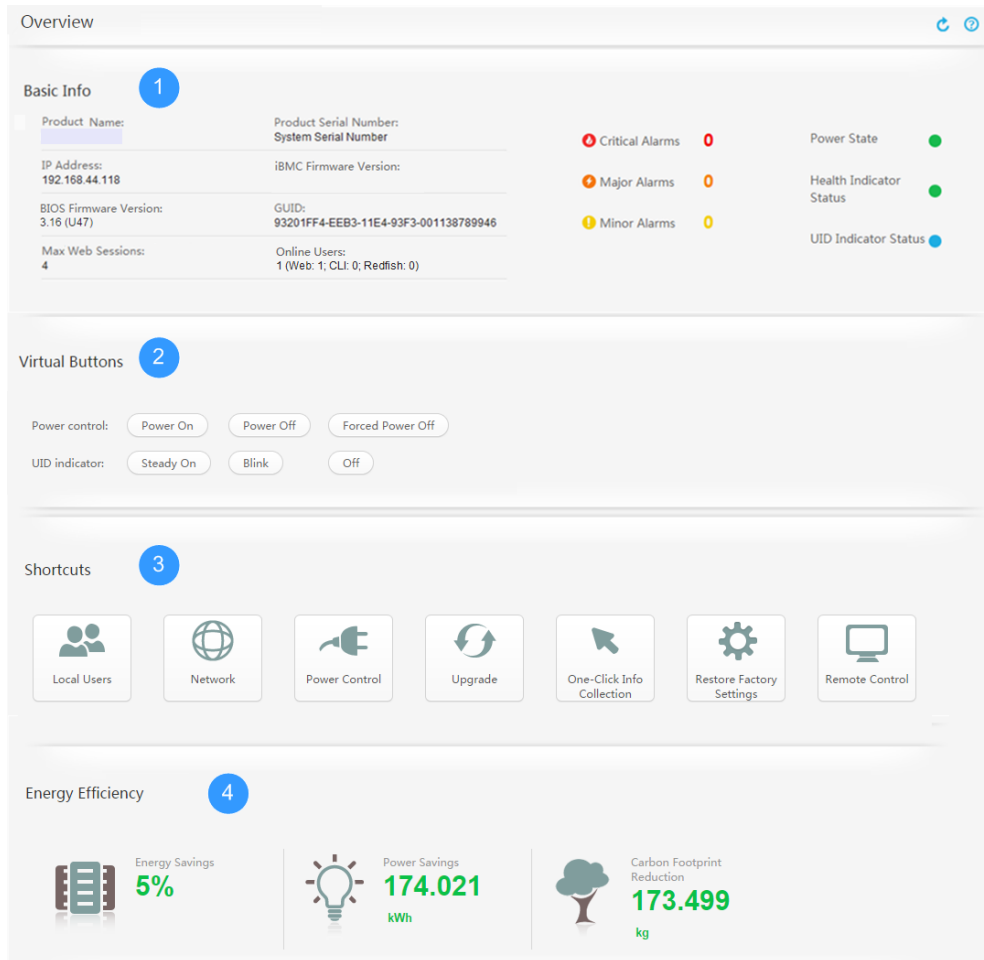 Overview
Basic Info
1
Product Name:
Product Serial Number:
System Serial Number
IP Address:
192.168.44.118
iBMC Firmware Version:
BIOS Firmware Version:
3.16 (U47)
GUID:
93201FF4-EEB3-11E4-93F3-001138789946
Max Web Sessions:
4
Online Users:
1 (Web: 1; CLI: 0; Redfish: 0)
Critical Alarms 0
Major Alarms 0
Minor Alarms 0
Power State
Health Indicator
Status
UID Indicator Status
Virtual Buttons
2
Power control: Power On Power Off Forced Power Off
UID indicator: Steady On Blink Off
Shortcuts
3
Local Users
Network
Power Control
Upgrade
One-Click Info
Collection
Restore Factory
Settings
Remote Control
Energy Efficiency
4
Energy Savings
5%
Power Savings
174.021
kWh
Carbon Footprint
Reduction
173.499
kg